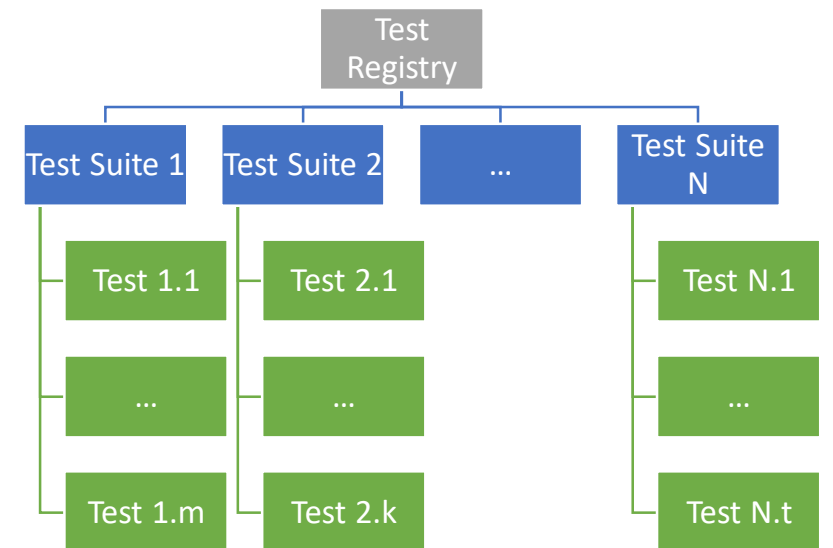 Test
Registry
Test Suite 1
Test Suite 2
...
Test Suite
N
Test 1.1
Test 2.1
Test N.1
...
...
...
Test 1.m
Test 2.k
Test N.t